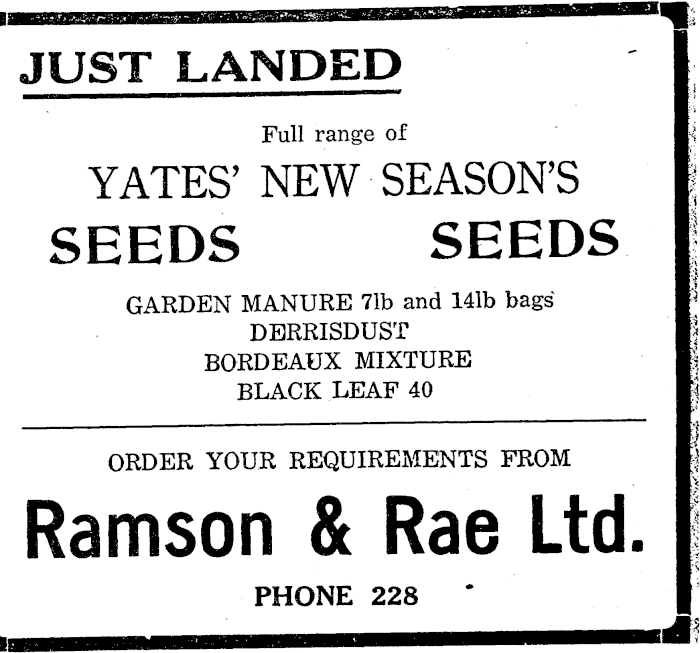 JUST LANDED
Full range of
YATES' NEW SEASON'S
SEEDS SEEDS
GARDEN MANURE 7lb and 14lb bags
DERRISDUST
BORDEAUX MIXTURE
BLACK LEAF 40
ORDER YOUR REQUIREMENTS FROM
Ramson & Rae Ltd.
PHONE 228